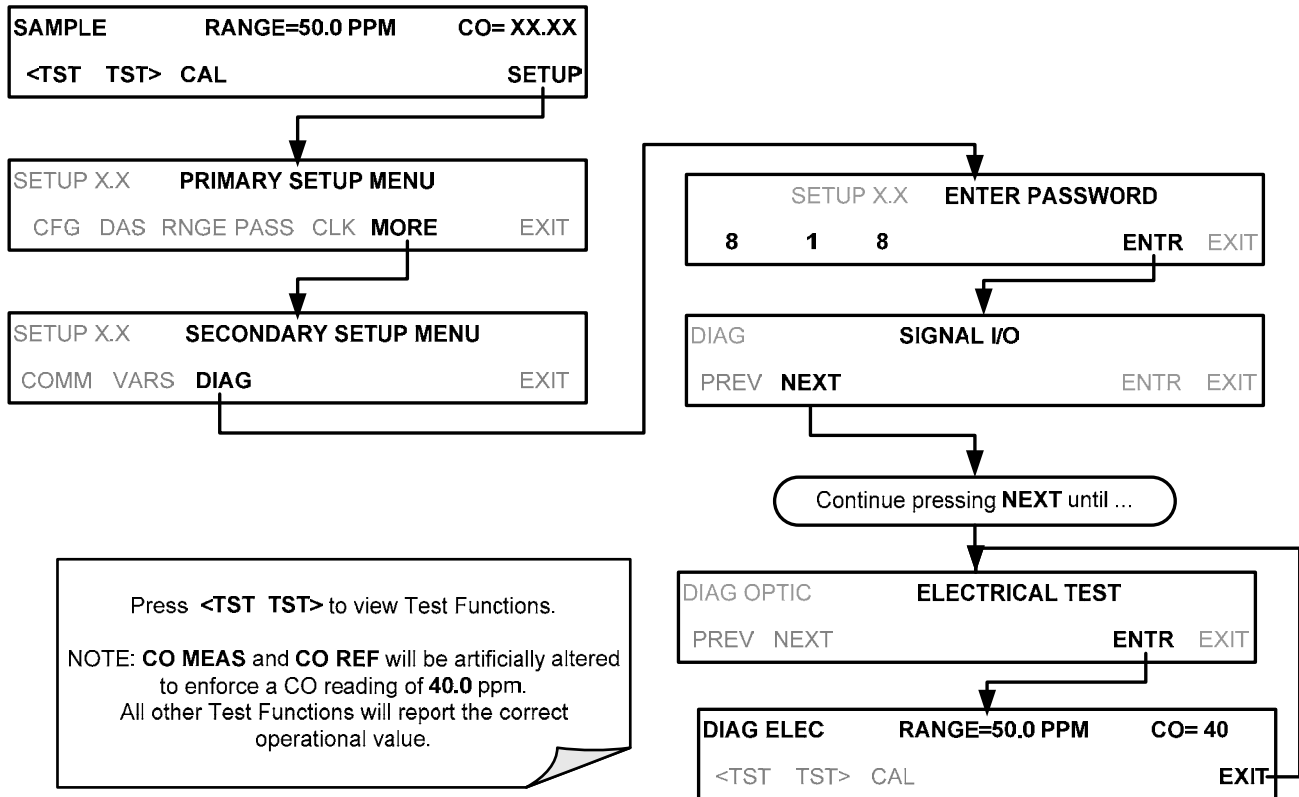 SAMPLE RANGE=50.0 PPM CO= XX.XX
<TST TST> CAL SETUP
SETUP X.X PRIMARY SETUP MENU
CFG DAS RNGE PASS CLK MORE EXIT
SETUP X.X SECONDARY SETUP MENU
COMM VARS DIAG EXIT
SETUP X.X ENTER PASSWORD
8 1 8 ENTR EXIT
DIAG SIGNAL I/O
PREV NEXT ENTR EXIT
Continue pressing NEXT until ...
DIAG OPTIC ELECTRICAL TEST
PREV NEXT ENTR EXIT
DIAG ELEC RANGE=50.0 PPM CO= 40
<TST TST> CAL EXIT
Press <TST TST> to view Test Functions.
NOTE: CO MEAS and CO REF will be artificially altered
to enforce a CO reading of 40.0 ppm.
All other Test Functions will report the correct
operational value.